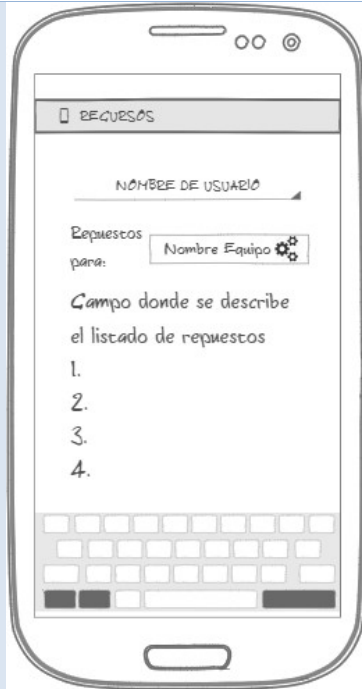 RECURSOS
NOMBRE DE USUARIO
Repuestos
para:
Nombre Equipo
Campo donde se describe
el listado de repuestos
1.
2.
3.
4.